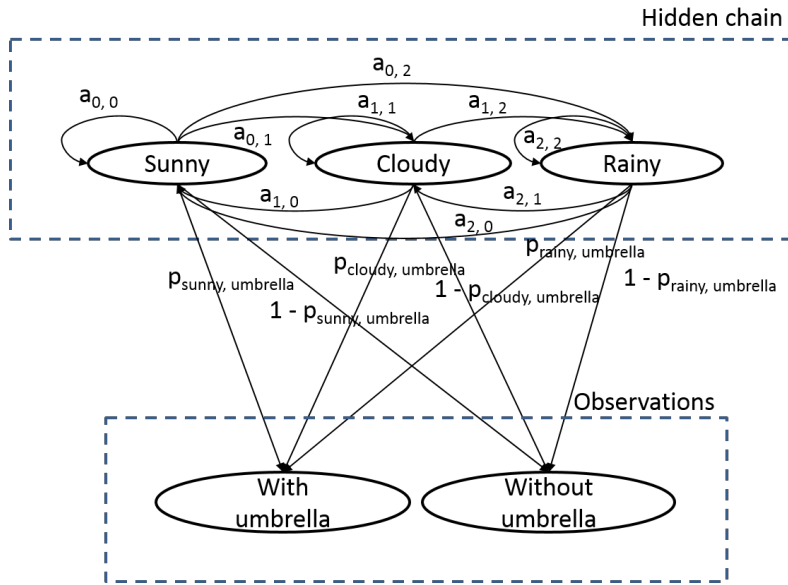 Hidden chain
a0, 2
a0, 0
a1, 1
a1, 2
a0, 1
a2, 2
Sunny
Cloudy
Rainy
a1, 0
a2, 1
a2, 0
prainy, umbrella
pcloudy, umbrella
psunny, umbrella
1 - prainy, umbrella
1 - pcloudy, umbrella
1 - psunny, umbrella
Observations
With
umbrella
Without
umbrella